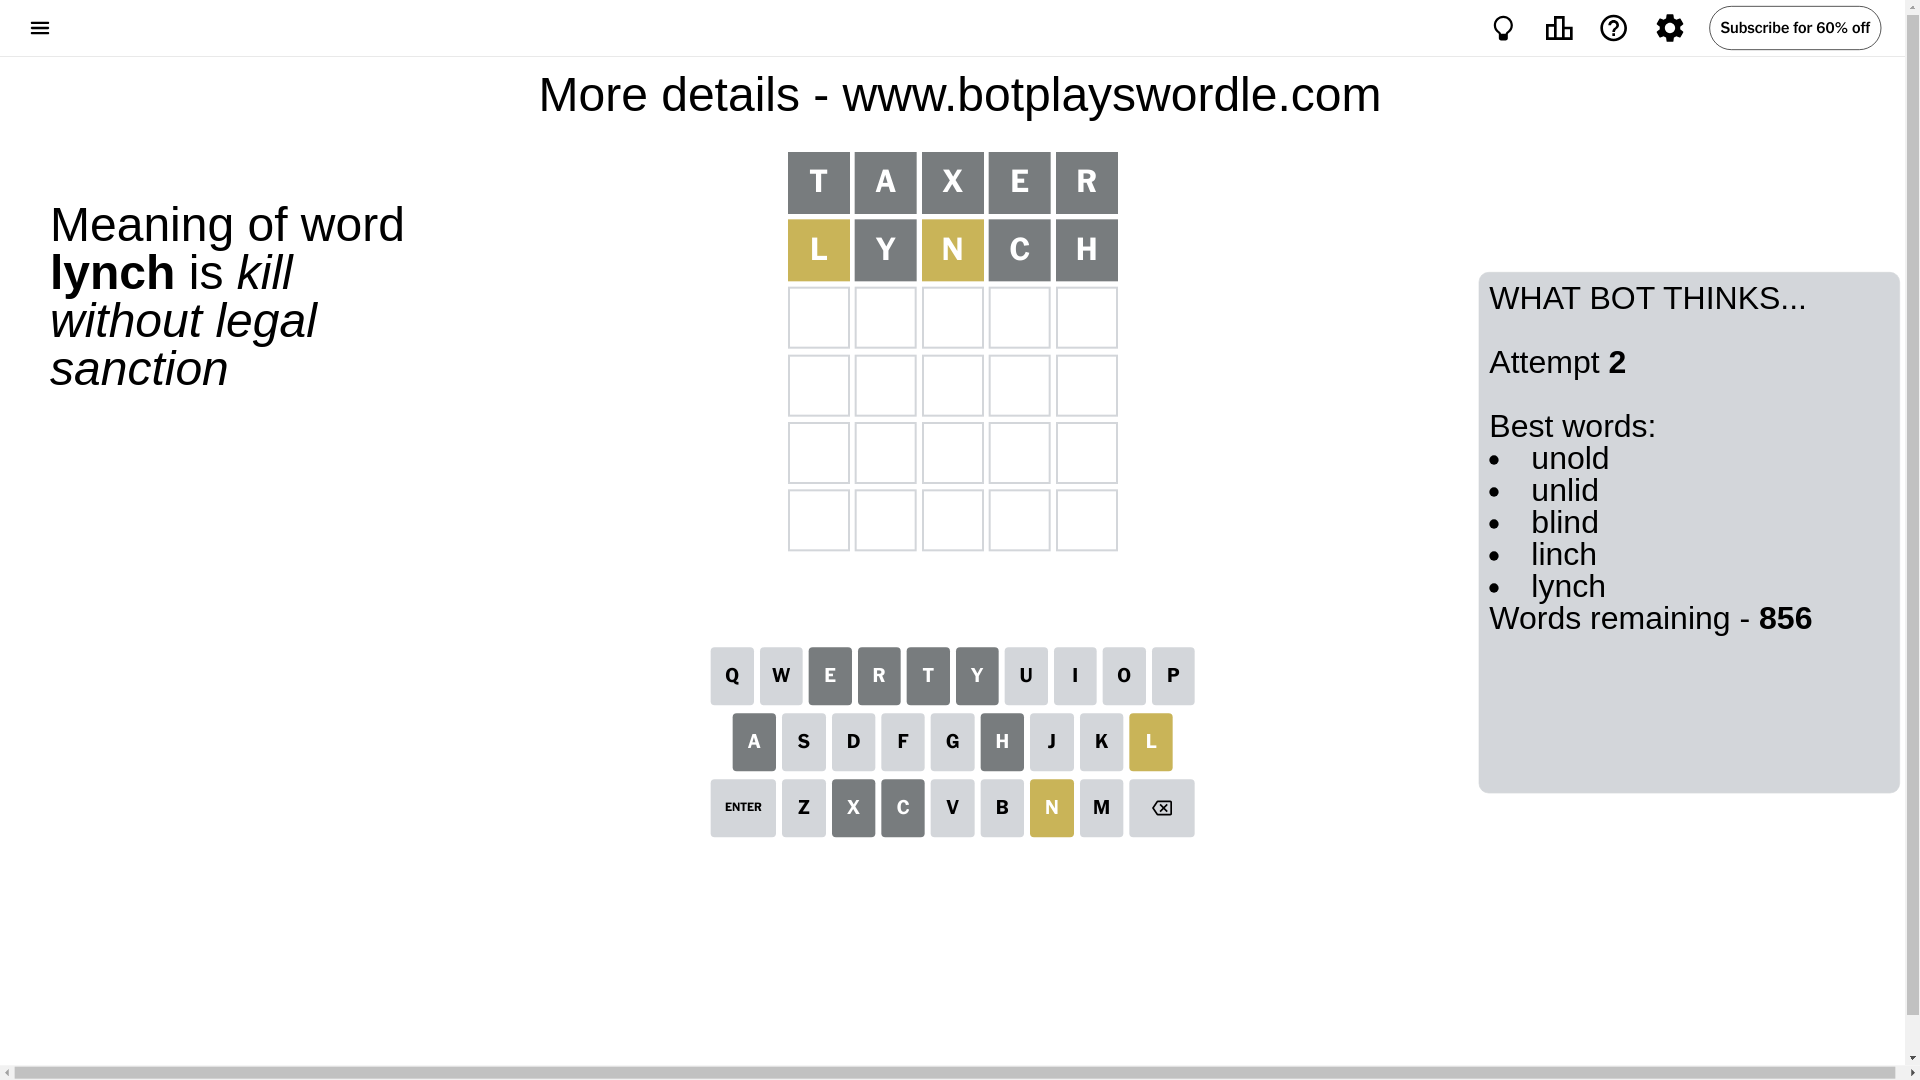 Subscribe for 60% off
More details - www.botplayswordle.com
Meaning of word
lynch is kill
without legal
sanction
T A X E R
L Y N C H
WHAT BOT THINKS...
Attempt 2
Best words:
• unold
• unlid
• blind
• linch
• lynch
Words remaining - 856
Q W E R T Y U I O P
A S D F G H J K L
ENTER Z X C V B N M